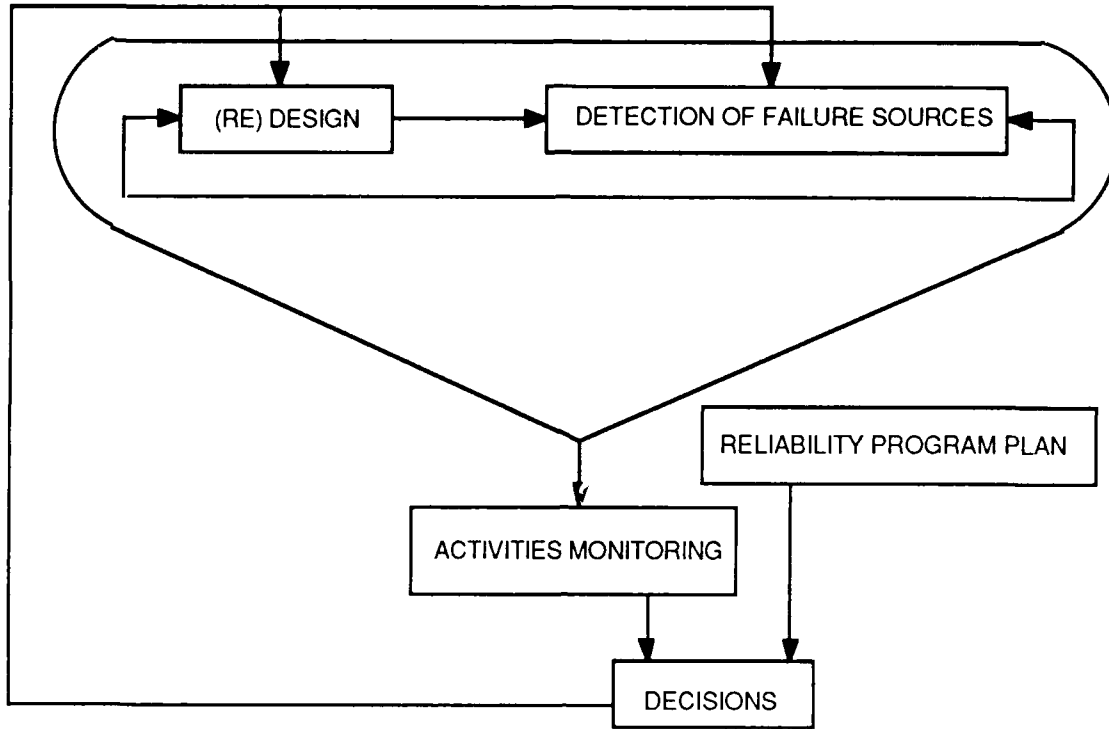 (RE) DESIGN
DETECTION OF FAILURE SOURCES
RELIABILITY PROGRAM PLAN
ACTIVITIES MONITORING
DECISIONS